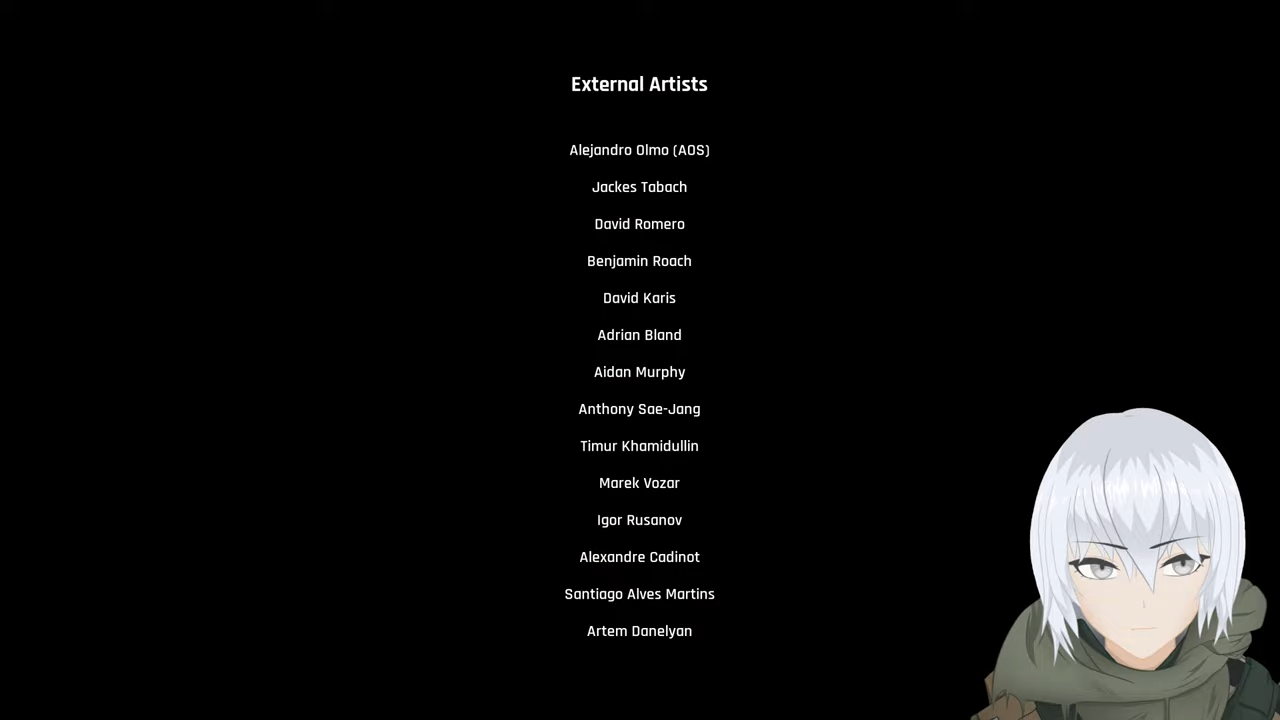 External Artists
Alejandro Olmo (AOS)
Jackes Tabach
David Romero
Benjamin Roach
David Karis
Adrian Bland
Aidan Murphy
Anthony Sae-Jang
Timur Khamidullin
Marek Vozar
Igor Rusanov
Alexandre Cadinot
Santiago Alves Martins
Artem Danelyan